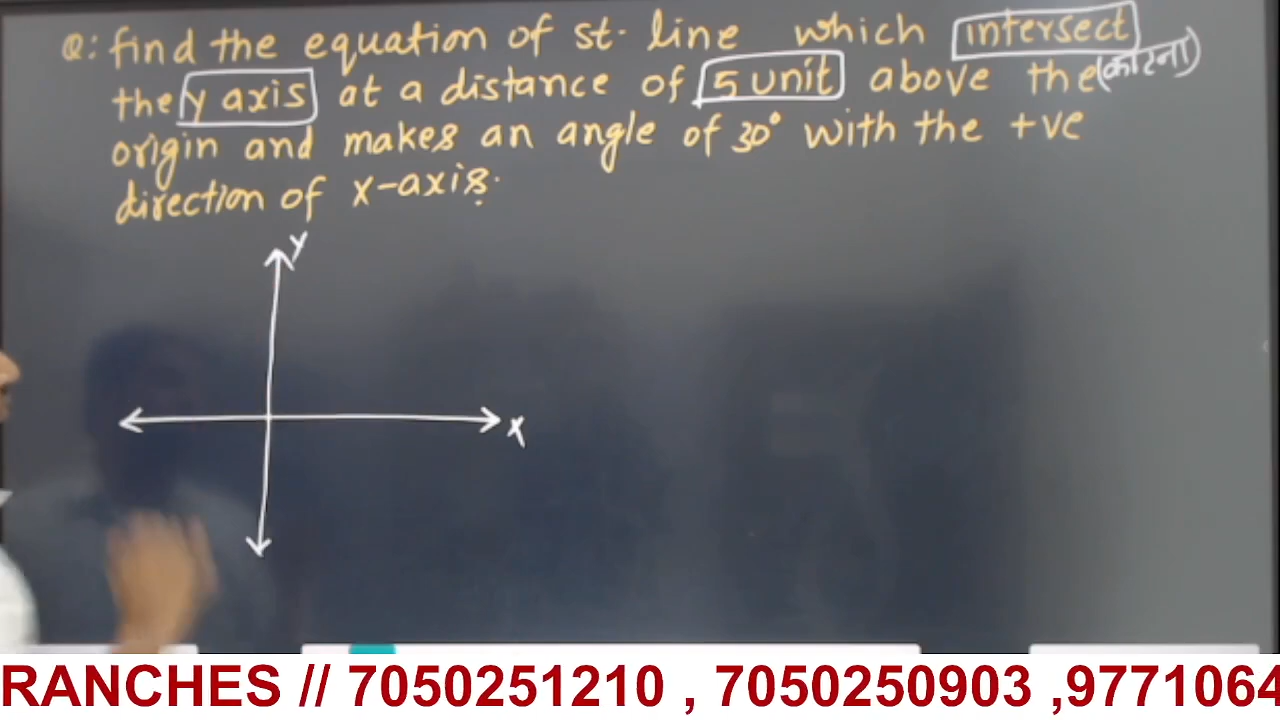 Q: find the equation of st. line which intersect
(काटना)
the y axis at a distance of 5 unit above the
origin and makes an angle of 30° with the +ve
direction of x-axis.
y
x
RANCHES // 7050251210 , 7050250903 ,9771064